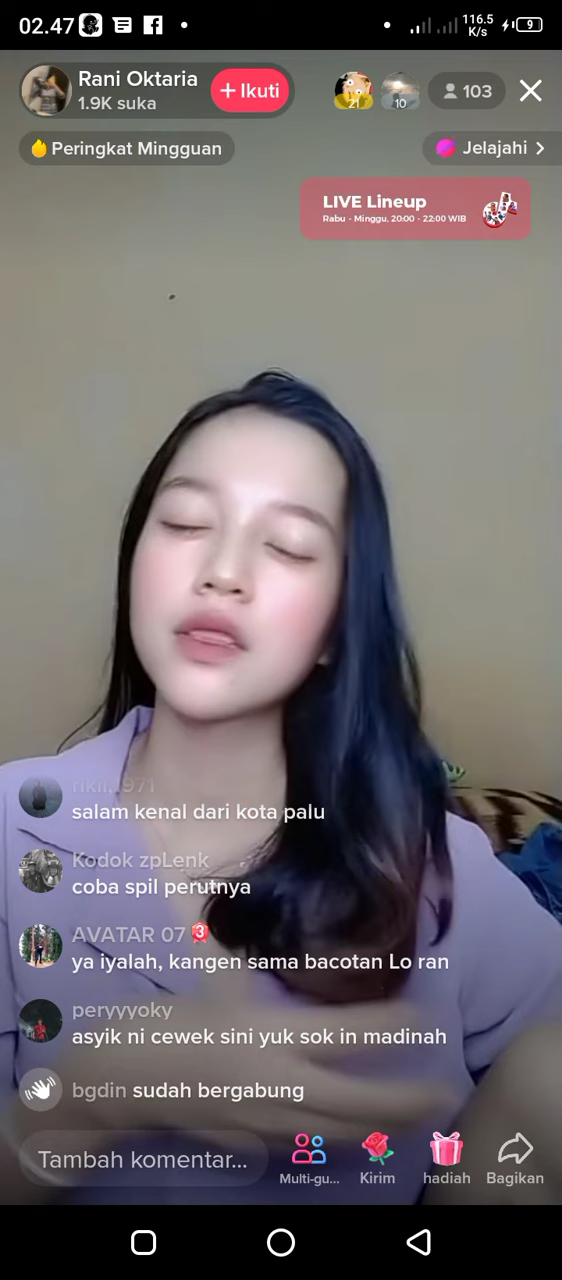 02.47
116.5
K/s
9
Rani Oktaria
1.9K suka
+ Ikuti
21
10
103
Peringkat Mingguan
Jelajahi
LIVE Lineup
Rabu - Minggu, 20:00 - 22:00 WIB
salam kenal dari kota palu
Kodok zpLenk
coba spil perutnya
AVATAR 07 3
ya iyalah, kangen sama bacotan Lo ran
peryyyoky
asyik ni cewek sini yuk sok in madinah
bgdin sudah bergabung
Tambah komentar...
Multi-gu...
Kirim
hadiah
Bagikan